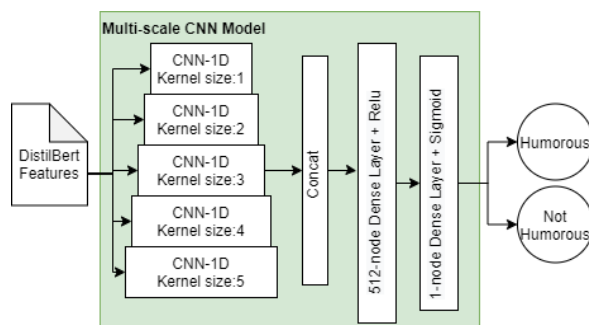 Multi-scale CNN Model
DistilBert
Features
CNN-1D
Kernel size:1
CNN-1D
Kernel size:2
CNN-1D
Kernel size:3
CNN-1D
Kernel size:4
CNN-1D
Kernel size:5
Concat
512-node Dense Layer + Relu
1-node Dense Layer + Sigmoid
Humorous
Not
Humorous